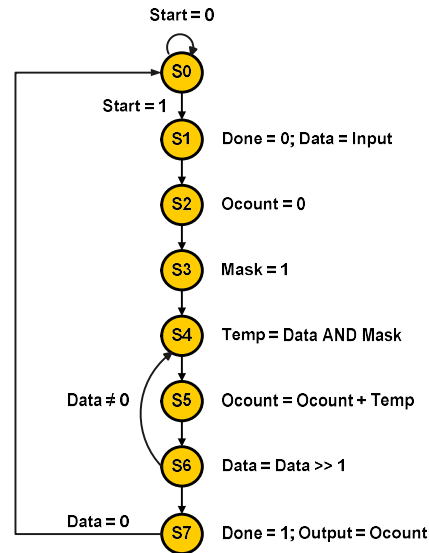 Start = 0
S0
Start = 1
S1 Done = 0; Data = Input
S2 Ocount = 0
S3 Mask = 1
S4 Temp = Data AND Mask
Data ≠ 0
S5 Ocount = Ocount + Temp
S6 Data = Data >> 1
Data = 0
S7 Done = 1; Output = Ocount